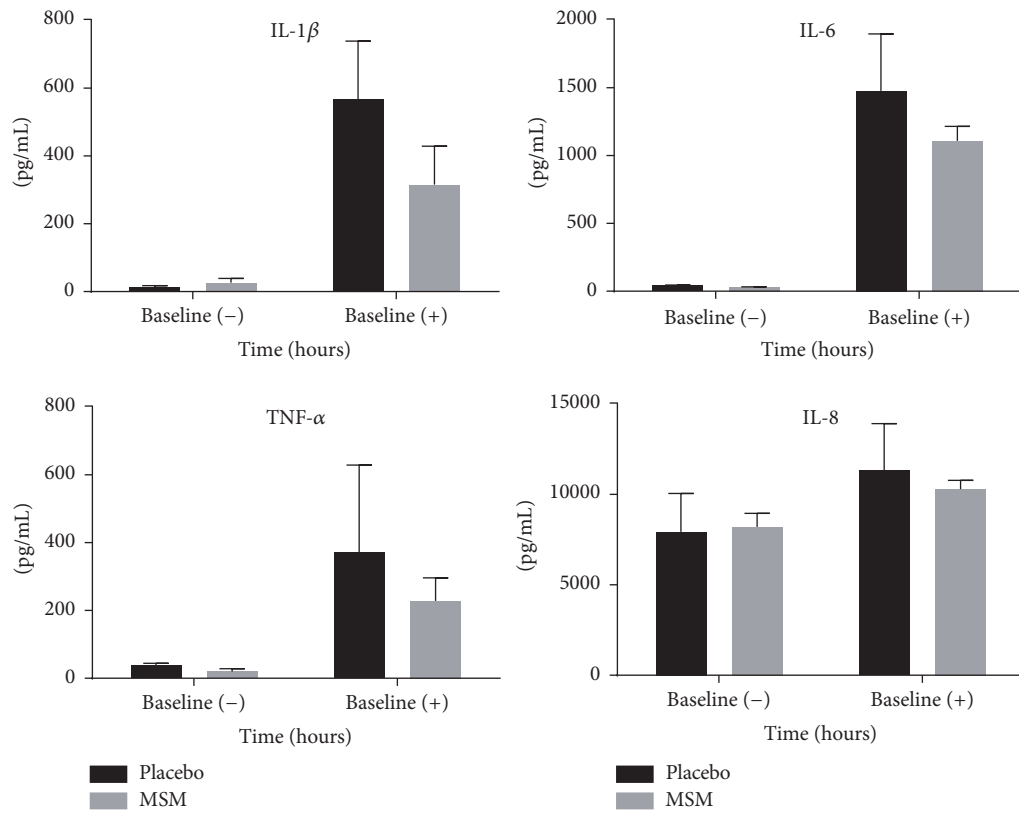 IL-1β
(pg/mL)
800
600
400
200
0
Baseline (−)
Baseline (+)
Time (hours)
IL-6
(pg/mL)
2000
1500
1000
500
0
Baseline (−)
Baseline (+)
Time (hours)
TNF-α
(pg/mL)
800
600
400
200
0
Baseline (−)
Baseline (+)
Time (hours)
IL-8
(pg/mL)
15000
10000
5000
0
Baseline (−)
Baseline (+)
Time (hours)
Placebo
MSM
Placebo
MSM